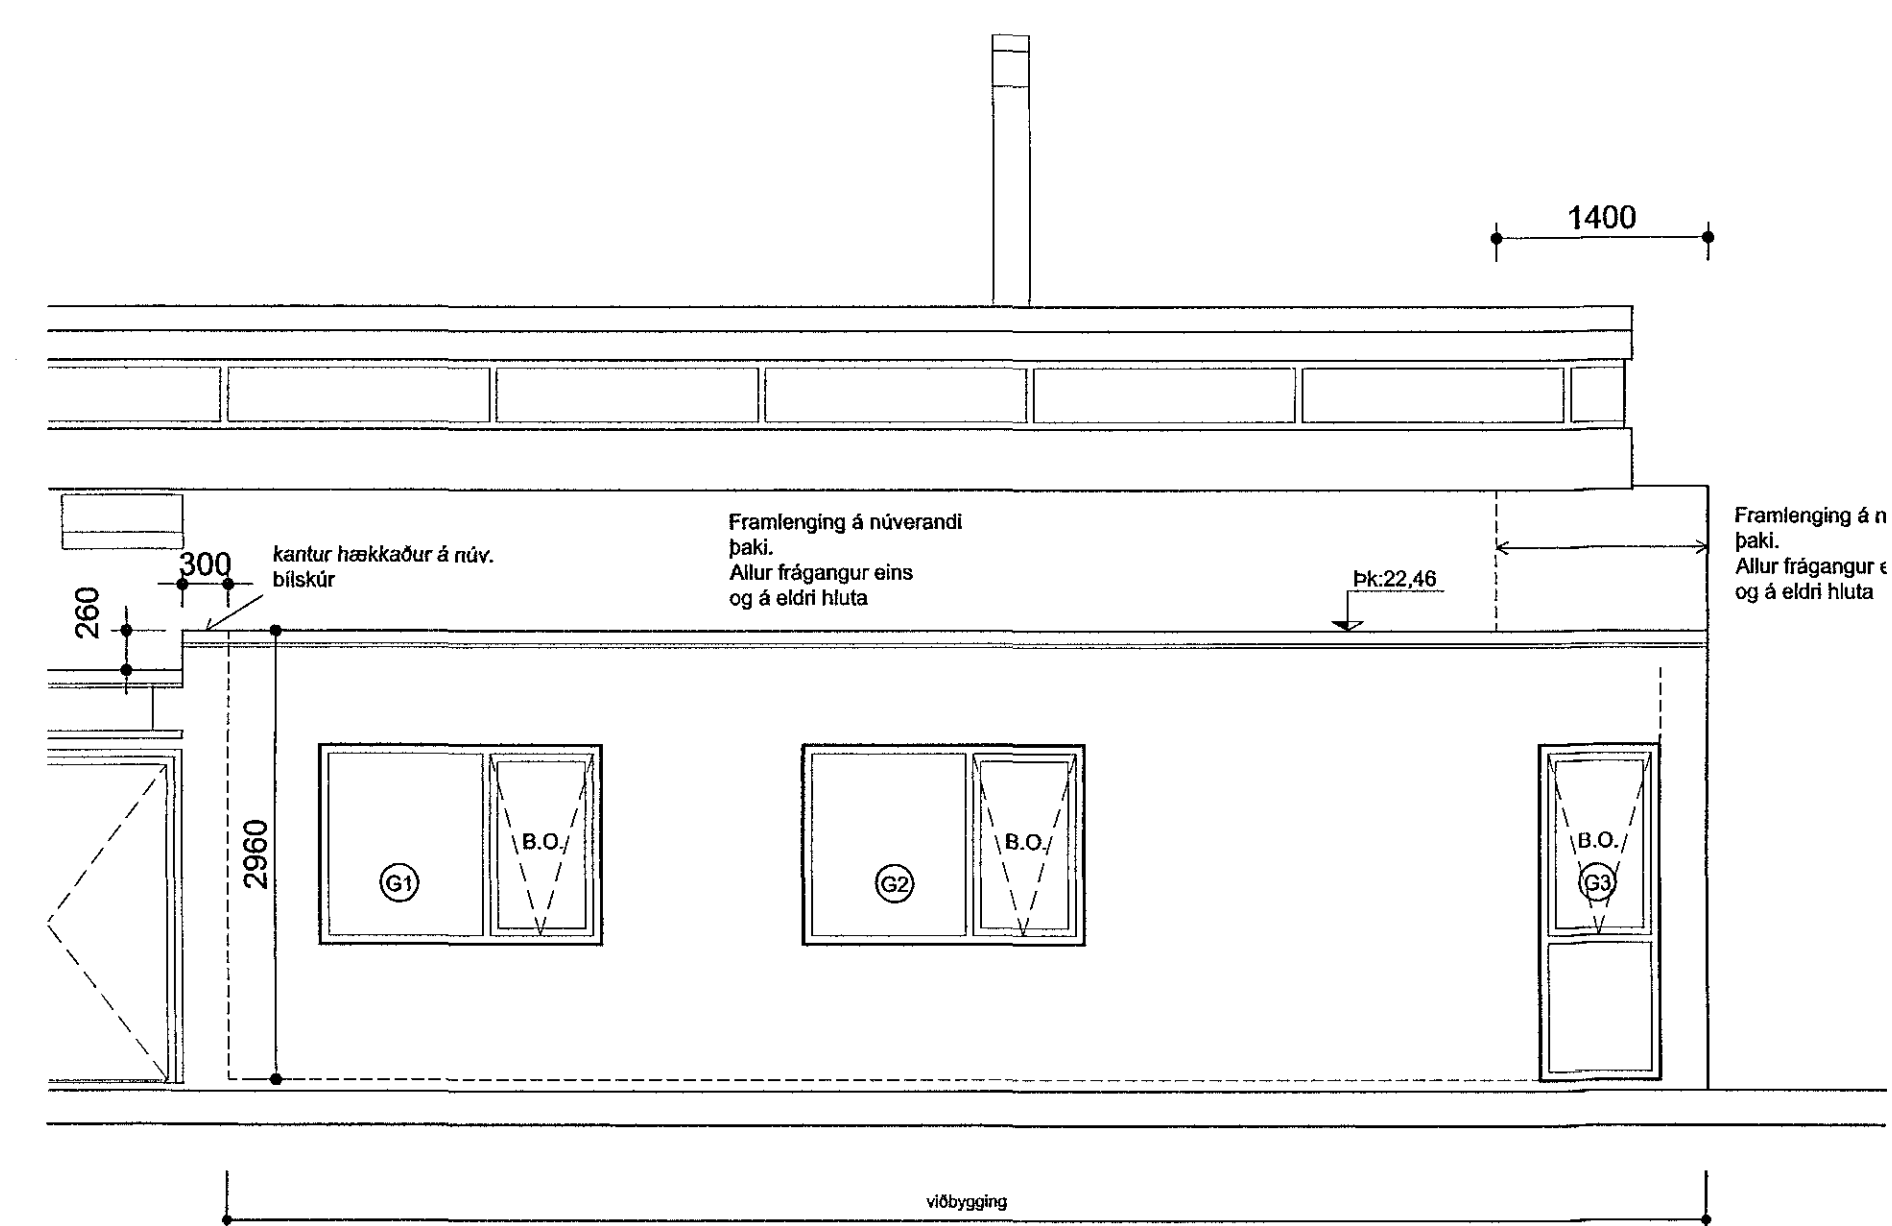 1400
Framlenging á núverandi
þaki.
Allur frágangur eins
og á eldri hluta
Framlenging á
þaki.
Allur frágangur
og á eldri hluta
300
kantur hækkaður á núv.
bílskúr
260
Þk:22,46
2960
G1
B.O.
G2
B.O.
B.O.
G3
viðbygging